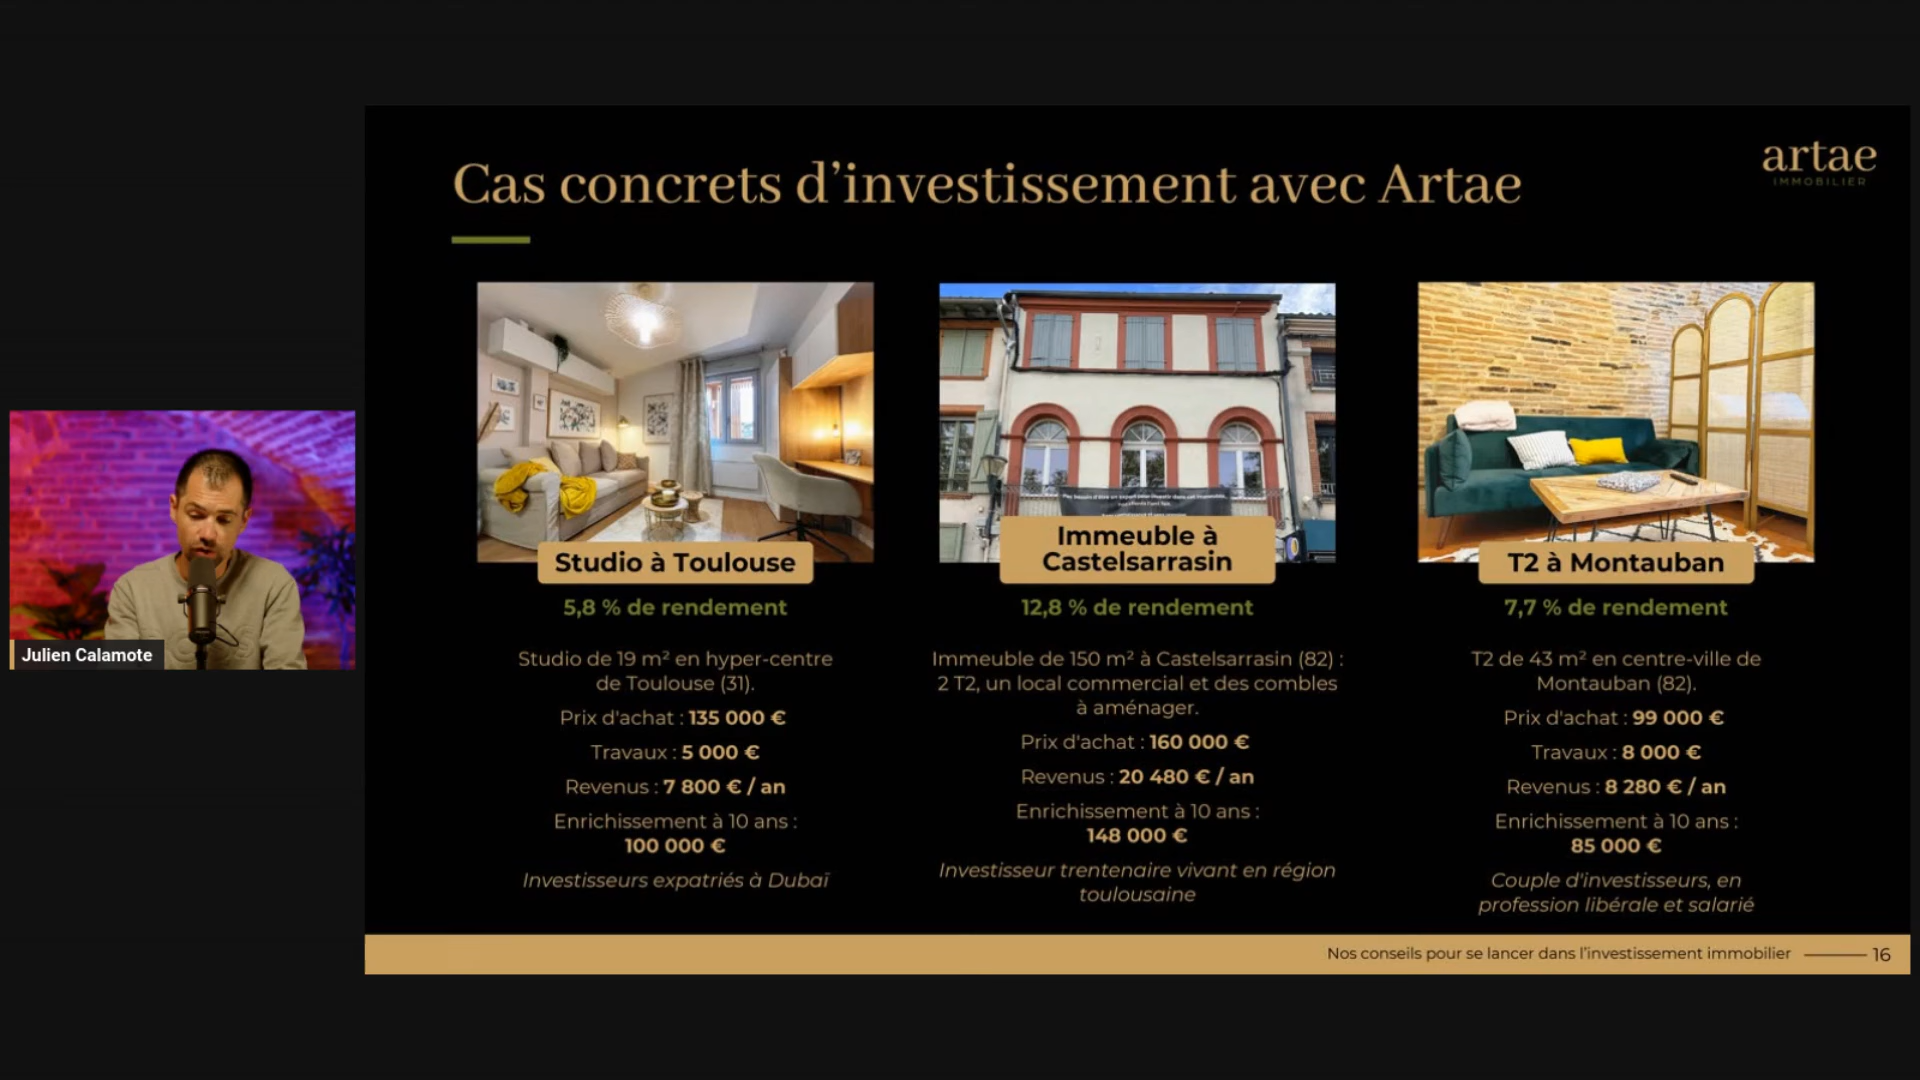 Cas concrets d'investissement avec Artae
artae
IMMOBILIER
Studio à Toulouse
5,8 % de rendement
Studio de 19 m² en hyper-centre
de Toulouse (31).
Prix d'achat : 135 000 €
Travaux : 5 000 €
Revenus : 7 800 € / an
Enrichissement à 10 ans :
100 000 €
Investisseurs expatriés à Dubaï
Immeuble à
Castelsarrasin
12,8 % de rendement
Immeuble de 150 m² à Castelsarrasin (82) :
2 T2, un local commercial et des combles
à aménager.
Prix d'achat : 160 000 €
Revenus : 20 480 € / an
Enrichissement à 10 ans :
148 000 €
Investisseur trentenaire vivant en région
toulousaine
T2 à Montauban
7,7 % de rendement
T2 de 43 m² en centre-ville de
Montauban (82).
Prix d'achat : 99 000 €
Travaux : 8 000 €
Revenus : 8 280 € / an
Enrichissement à 10 ans :
85 000 €
Couple d'investisseurs, en
profession libérale et salarié
Julien Calamote
Nos conseils pour se lancer dans l'investissement immobilier
16